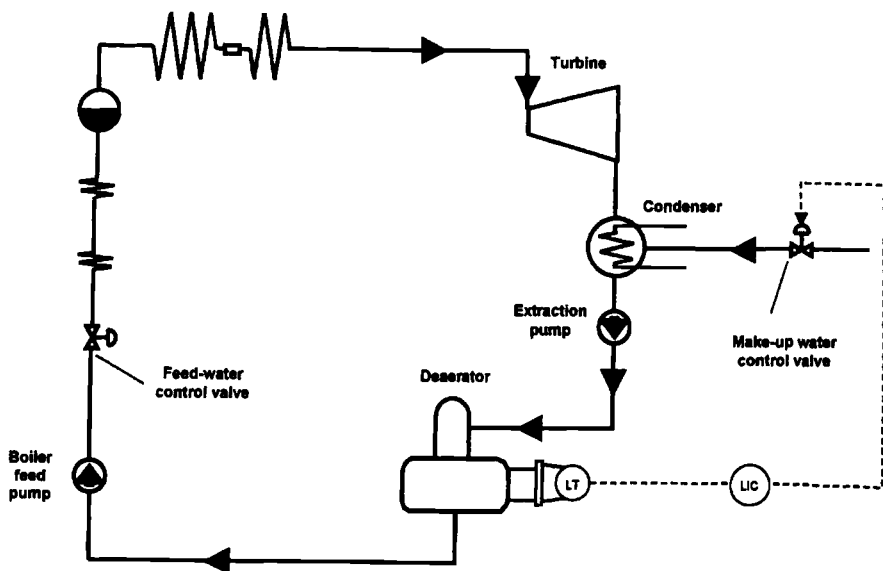 Turbine
Condenser
Extraction
pump
Make-up water
control valve
Feed-water
control valve
Deaerator
Boiler
feed
pump
LT
LIC